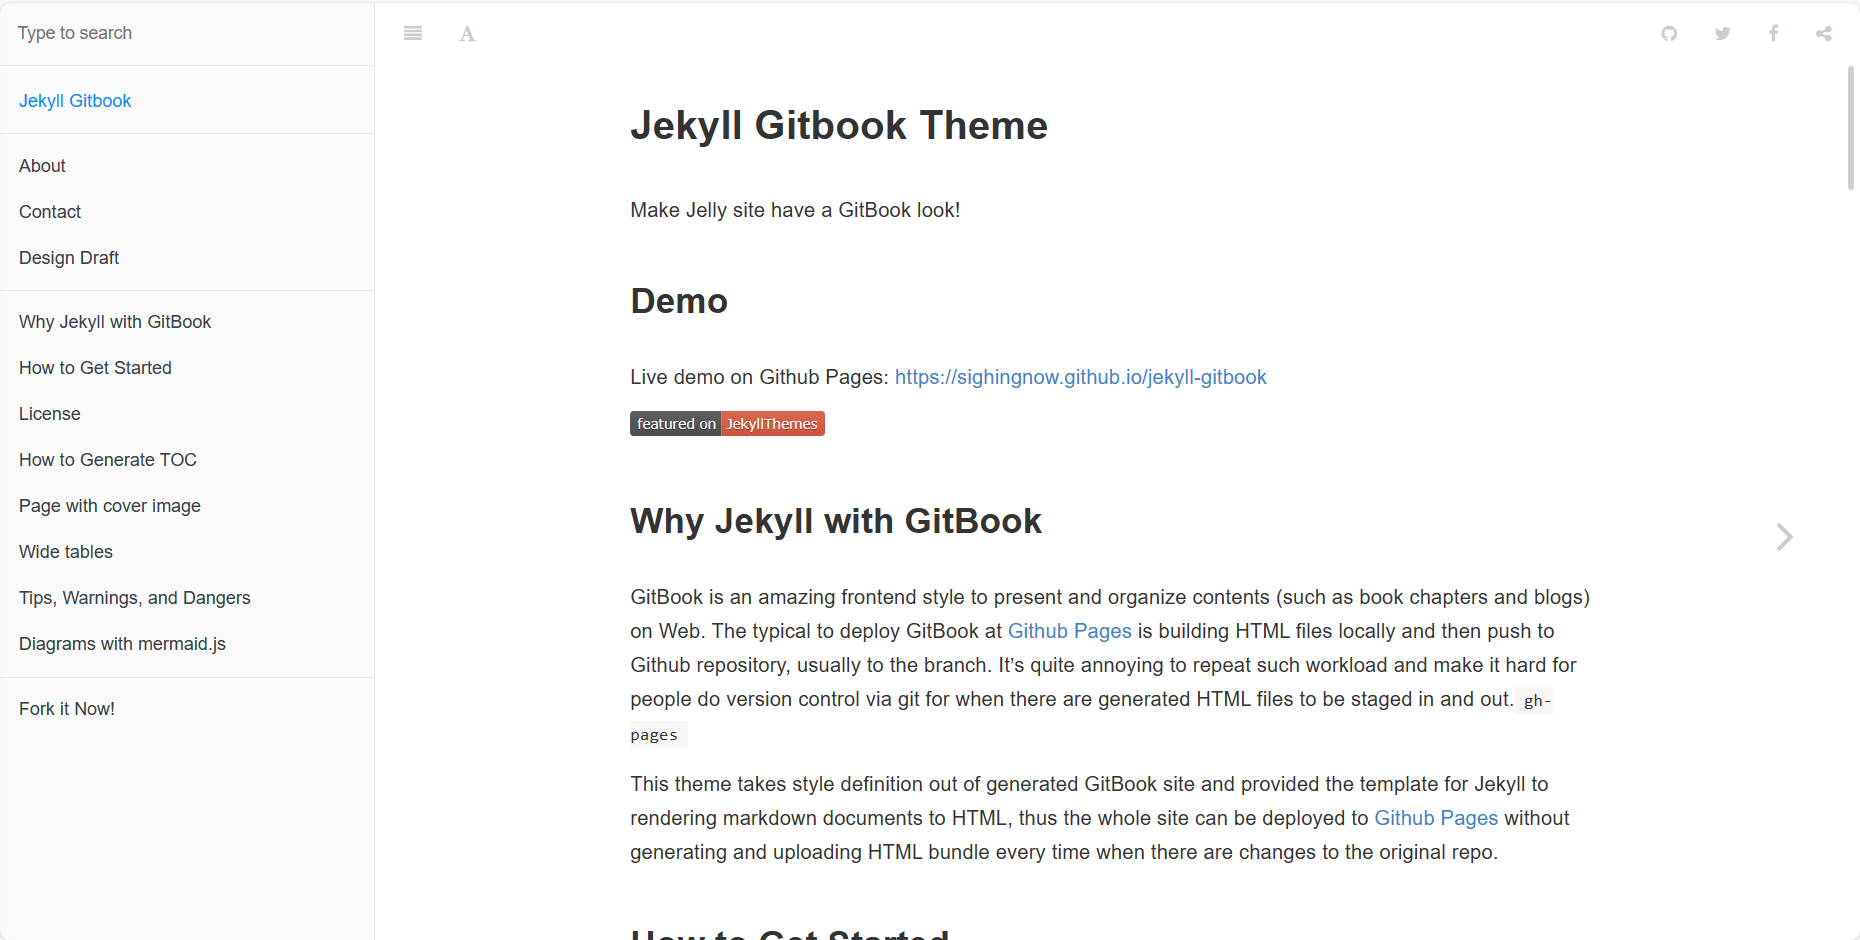 Type to search
Jekyll Gitbook
About
Contact
Design Draft
Why Jekyll with GitBook
How to Get Started
License
How to Generate TOC
Page with cover image
Wide tables
Tips, Warnings, and Dangers
Diagrams with mermaid.js
Fork it Now!
A
Jekyll Gitbook Theme
Make Jelly site have a GitBook look!
Demo
Live demo on Github Pages: https://sighingnow.github.io/jekyll-gitbook
featured on JekyllThemes
Why Jekyll with GitBook
GitBook is an amazing frontend style to present and organize contents (such as book chapters and blogs)
on Web. The typical to deploy GitBook at Github Pages is building HTML files locally and then push to
Github repository, usually to the branch. It’s quite annoying to repeat such workload and make it hard for
people do version control via git for when there are generated HTML files to be staged in and out. gh-
pages
This theme takes style definition out of generated GitBook site and provided the template for Jekyll to
rendering markdown documents to HTML, thus the whole site can be deployed to Github Pages without
generating and uploading HTML bundle every time when there are changes to the original repo.
How to Get Started